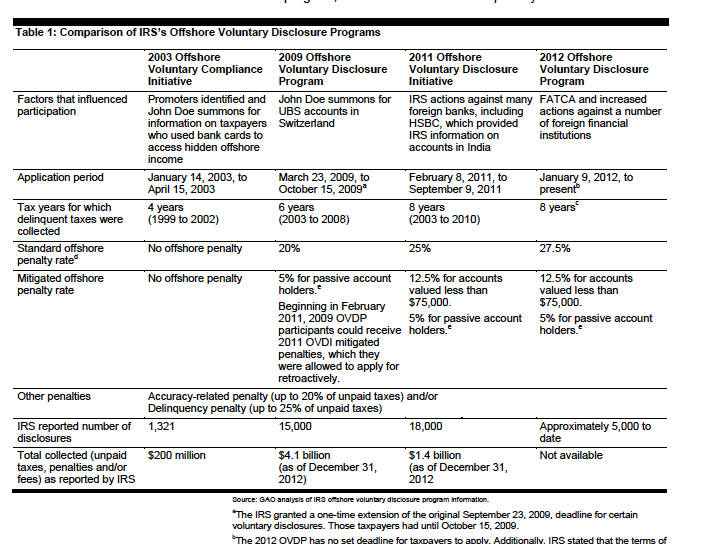 Table 1: Comparison of IRS's Offshore Voluntary Disclosure Programs
2003 Offshore Voluntary Compliance Initiative
2009 Offshore Voluntary Disclosure Program
2011 Offshore Voluntary Disclosure Initiative
2012 Offshore Voluntary Disclosure Program
Factors that influenced participation
Promoters identified and John Doe summons for information on taxpayers who used bank cards to access hidden offshore income
John Doe summons for UBS accounts in Switzerland
IRS actions against many foreign banks, including HSBC, which provided IRS information on accounts in India
FATCA and increased actions against a number of foreign financial institutions
Application period
January 14, 2003, to April 15, 2003
March 23, 2009, to October 15, 2009a
February 8, 2011, to September 9, 2011
January 9, 2012, to presentb
Tax years for which delinquent taxes were collected
4 years (1999 to 2002)
6 years (2003 to 2008)
8 years (2003 to 2010)
8 yearsc
Standard offshore penalty rated
No offshore penalty
20%
25%
27.5%
Mitigated offshore penalty rate
No offshore penalty
5% for passive account holders.e
Beginning in February 2011, 2009 OVDP participants could receive 2011 OVDI mitigated penalties, which they were allowed to apply for retroactively.
12.5% for accounts valued less than $75,000.
5% for passive account holders.e
12.5% for accounts valued less than $75,000.
5% for passive account holders.e
Other penalties
Accuracy-related penalty (up to 20% of unpaid taxes) and/or
Delinquency penalty (up to 25% of unpaid taxes)
IRS reported number of disclosures
1,321
15,000
18,000
Approximately 5,000 to date
Total collected (unpaid taxes, penalties and/or fees) as reported by IRS
$200 million
$4.1 billion (as of December 31, 2012)
$1.4 billion (as of December 31, 2012
Not available
Source: GAO analysis of IRS offshore voluntary disclosure program information.
aThe IRS granted a one-time extension of the original September 23, 2009, deadline for certain
voluntary disclosures. Those taxpayers had until October 15, 2009.
bThe 2012 OVDP has no set deadline for taxpayers to apply. Additionally, IRS stated that the terms of